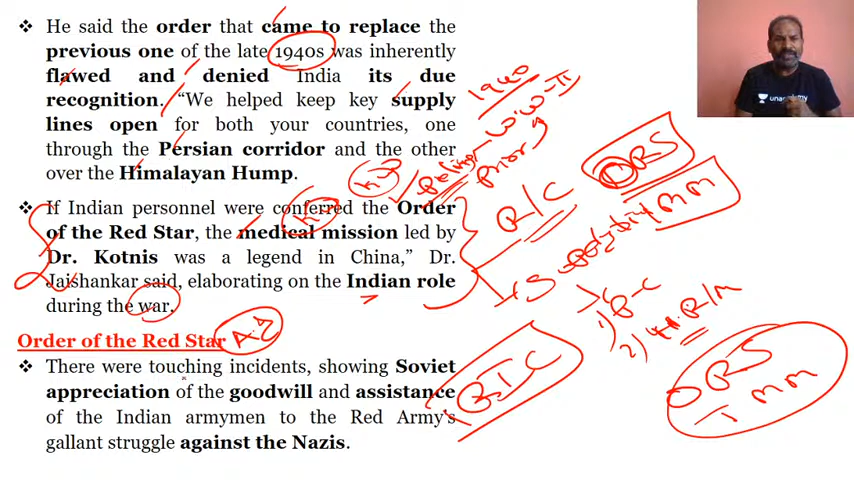 ❖ He said the order that came to replace the
previous one of the late 1940s was inherently
flawed and denied India its due
recognition. "We helped keep key supply
lines open for both your countries, one
through the Persian corridor and the other
over the Himalayan Hump.
❖ If Indian personnel were conferred the Order
of the Red Star, the medical mission led by
Dr. Kotnis was a legend in China,” Dr.
Jaishankar said, elaborating on the Indian role
during the war.
Order of the Red Star
❖ There were touching incidents, showing Soviet
appreciation of the goodwill and assistance
of the Indian armymen to the Red Army's
gallant struggle against the Nazis.
unacademy
1940
W.W-II
R/C
ORS
MM
R I C
ORS
I MM